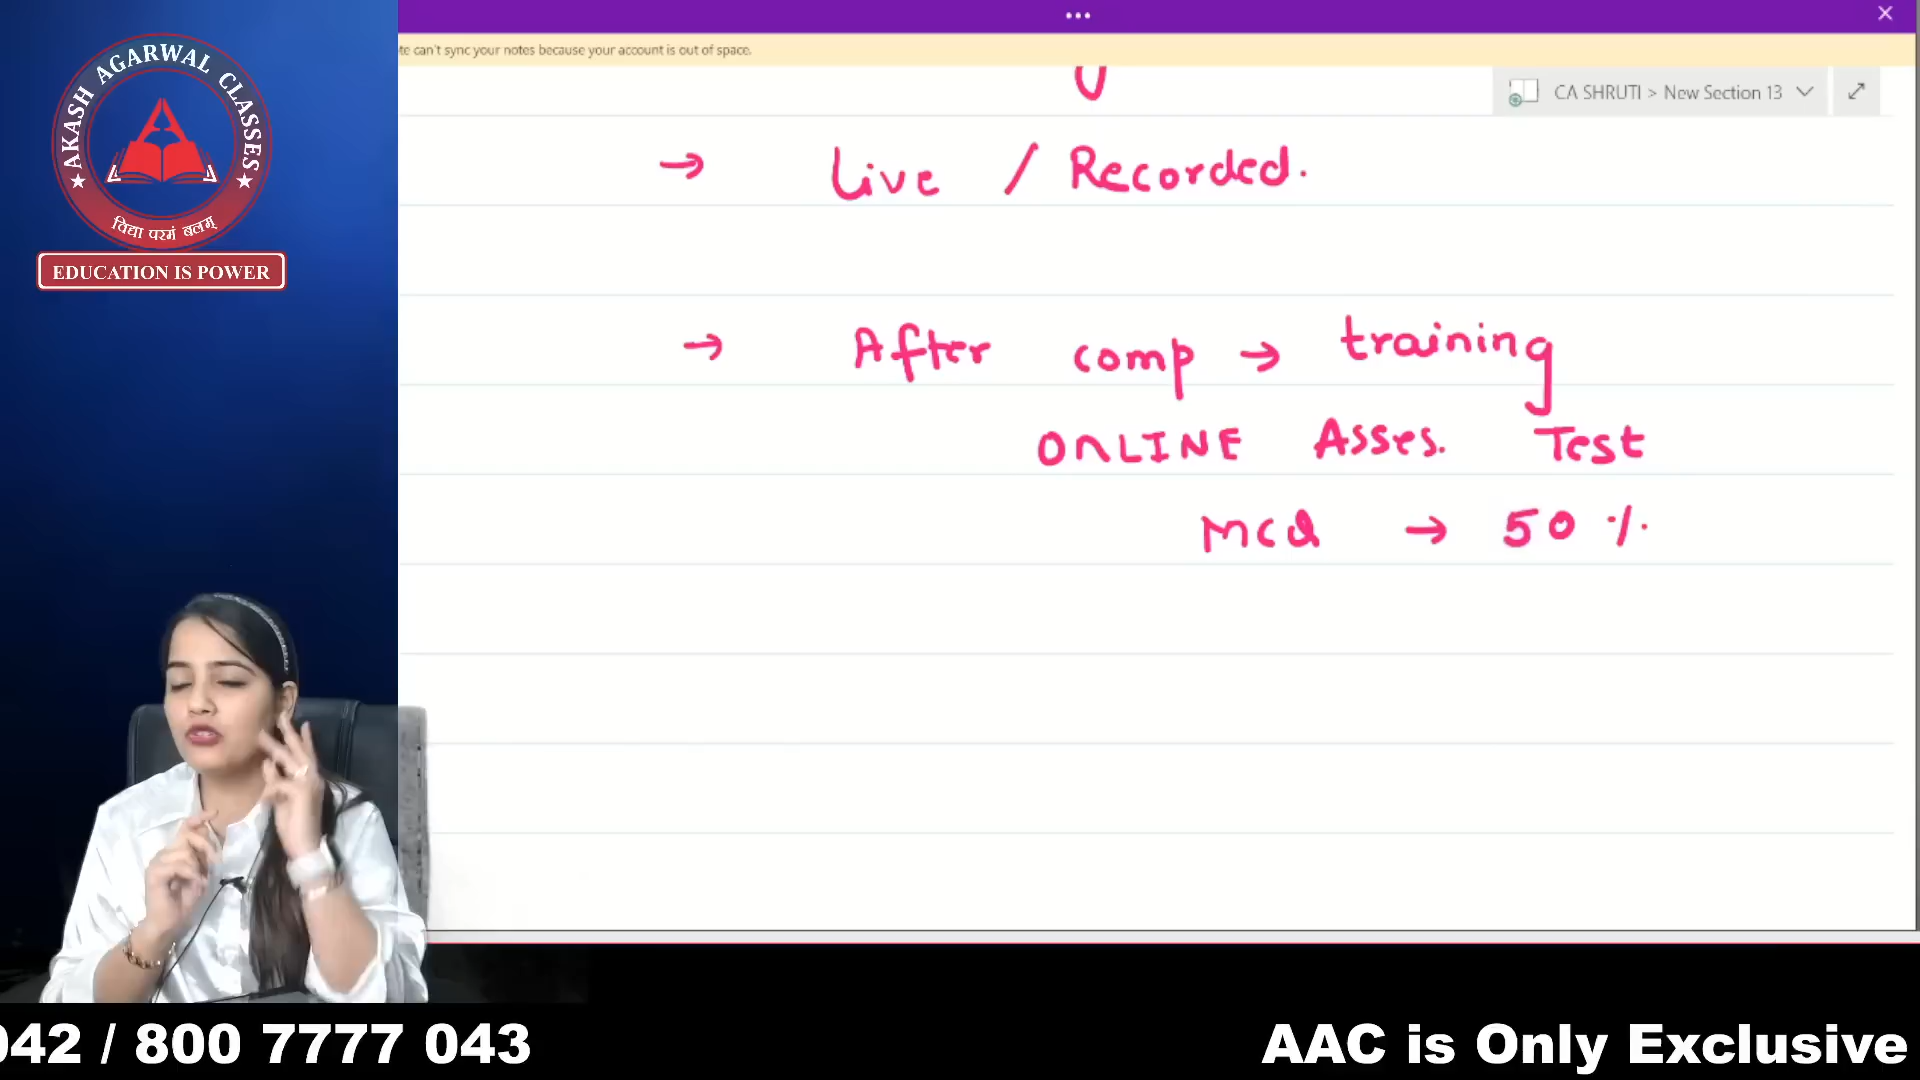 AKASH AGARWAL CLASSES
विद्या परमं बलम्
EDUCATION IS POWER
te can't sync your notes because your account is out of space.
CA SHRUTI > New Section 13
→ Live / Recorded.
→ After comp → training
ONLINE Asses. Test
MCQ → 50 %
042 / 800 7777 043
AAC is Only Exclusive